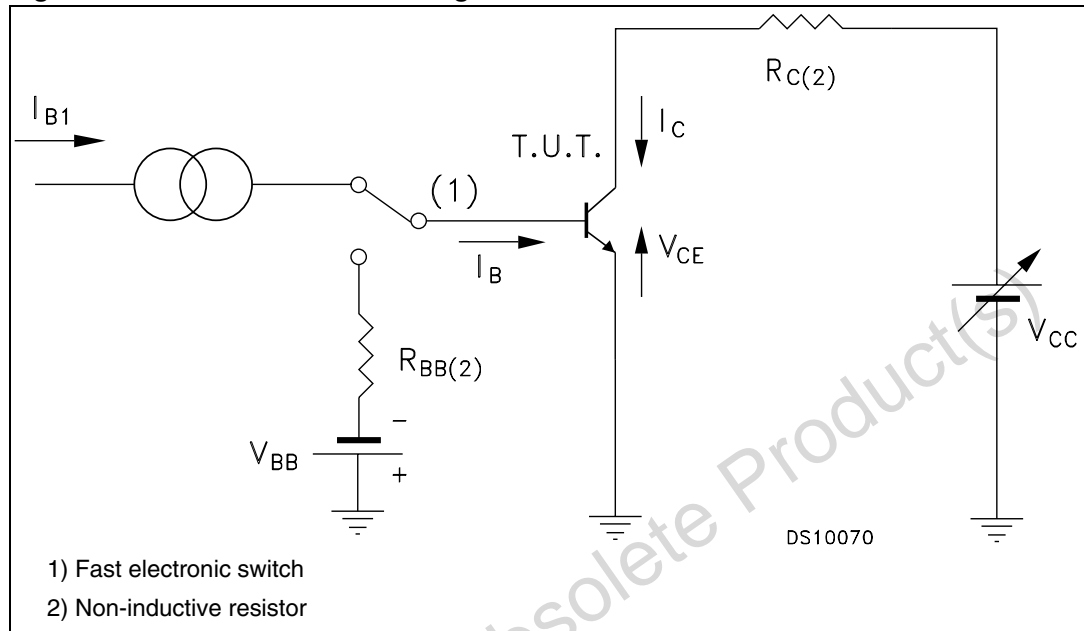 I_B1
R_C(2)
I_C
T.U.T.
(1)
V_CE
I_B
V_CC
R_BB(2)
-
V_BB
+
DS10070
1) Fast electronic switch
2) Non-inductive resistor
bsolete Product(s)